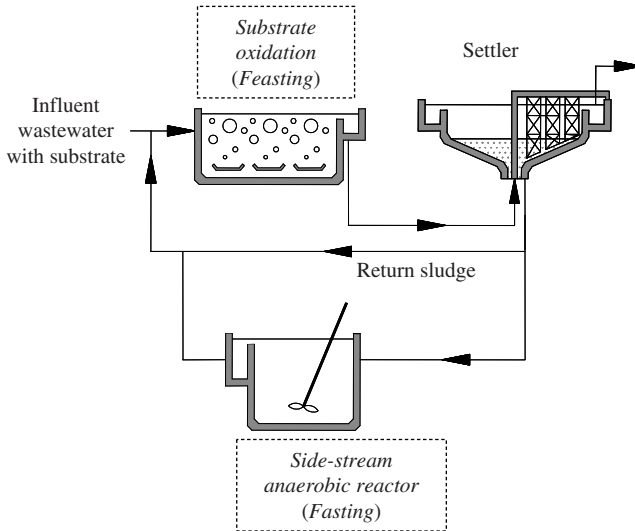 Substrate
oxidation
(Feasting)
Settler
Influent
wastewater
with substrate
Return sludge
Side-stream
anaerobic reactor
(Fasting)